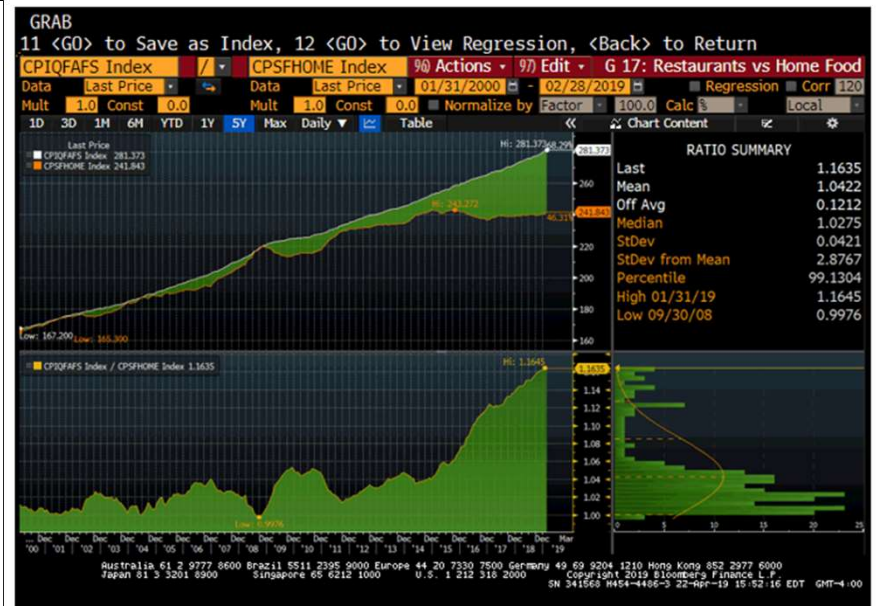 GRAB
11 <GO> to Save as Index, 12 <GO> to View Regression, <Back> to Return
CPIQFAFS Index / CPSFHOME Index 96) Actions 97) Edit G 17: Restaurants vs Home Food
Data Last Price Data Last Price 01/31/2000 - 02/28/2019 Regression Corr 120
Mult 1.0 Const 0.0 Mult 1.0 Const 0.0 Normalize by Factor 100.0 Calc % Local
1D 3D 1M 6M YTD 1Y 5Y Max Daily ▼ Table « Chart Content
Last Price
CPIQFAFS Index 281.373
CPSFHOME Index 241.843
Hi: 281.373
68.29%
281.373
260
Hi: 243.272
241.843
46.31%
220
200
180
160
Low: 167.200
Low: 165.300
RATIO SUMMARY
Last 1.1635
Mean 1.0422
Off Avg 0.1212
Median 1.0275
StDev 0.0421
StDev from Mean 2.8767
Percentile 99.1304
High 01/31/19 1.1645
Low 09/30/08 0.9976
CPIQFAFS Index / CPSFHOME Index 1.1635
Hi: 1.1645
1.1635
1.14
1.12
1.10
1.08
1.06
1.04
1.02
1.00
Low: 0.9976
0 5 10 15 20 25
... Dec Dec Dec Dec Dec Dec Dec Dec Dec Dec Dec Dec Dec Dec Dec Dec Dec Dec Dec Mar
'00 '01 '02 '03 '04 '05 '06 '07 '08 '09 '10 '11 '12 '13 '14 '15 '16 '17 '18 '19
Australia 61 2 9777 8600 Brazil 5511 2395 9000 Europe 44 20 7330 7500 Germany 49 69 9204 1210 Hong Kong 852 2977 6000
Japan 81 3 3201 8900 Singapore 65 6212 1000 U.S. 1 212 318 2000 Copyright 2019 Bloomberg Finance L.P.
SN 341568 H454-4486-3 22-Apr-19 15:52:16 EDT GMT-4:00